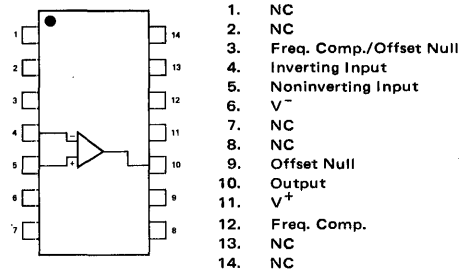 1
2
3
4
5
6
7
14
13
12
11
10
9
8
−
+
1. NC
2. NC
3. Freq. Comp./Offset Null
4. Inverting Input
5. Noninverting Input
6. V⁻
7. NC
8. NC
9. Offset Null
10. Output
11. V⁺
12. Freq. Comp.
13. NC
14. NC